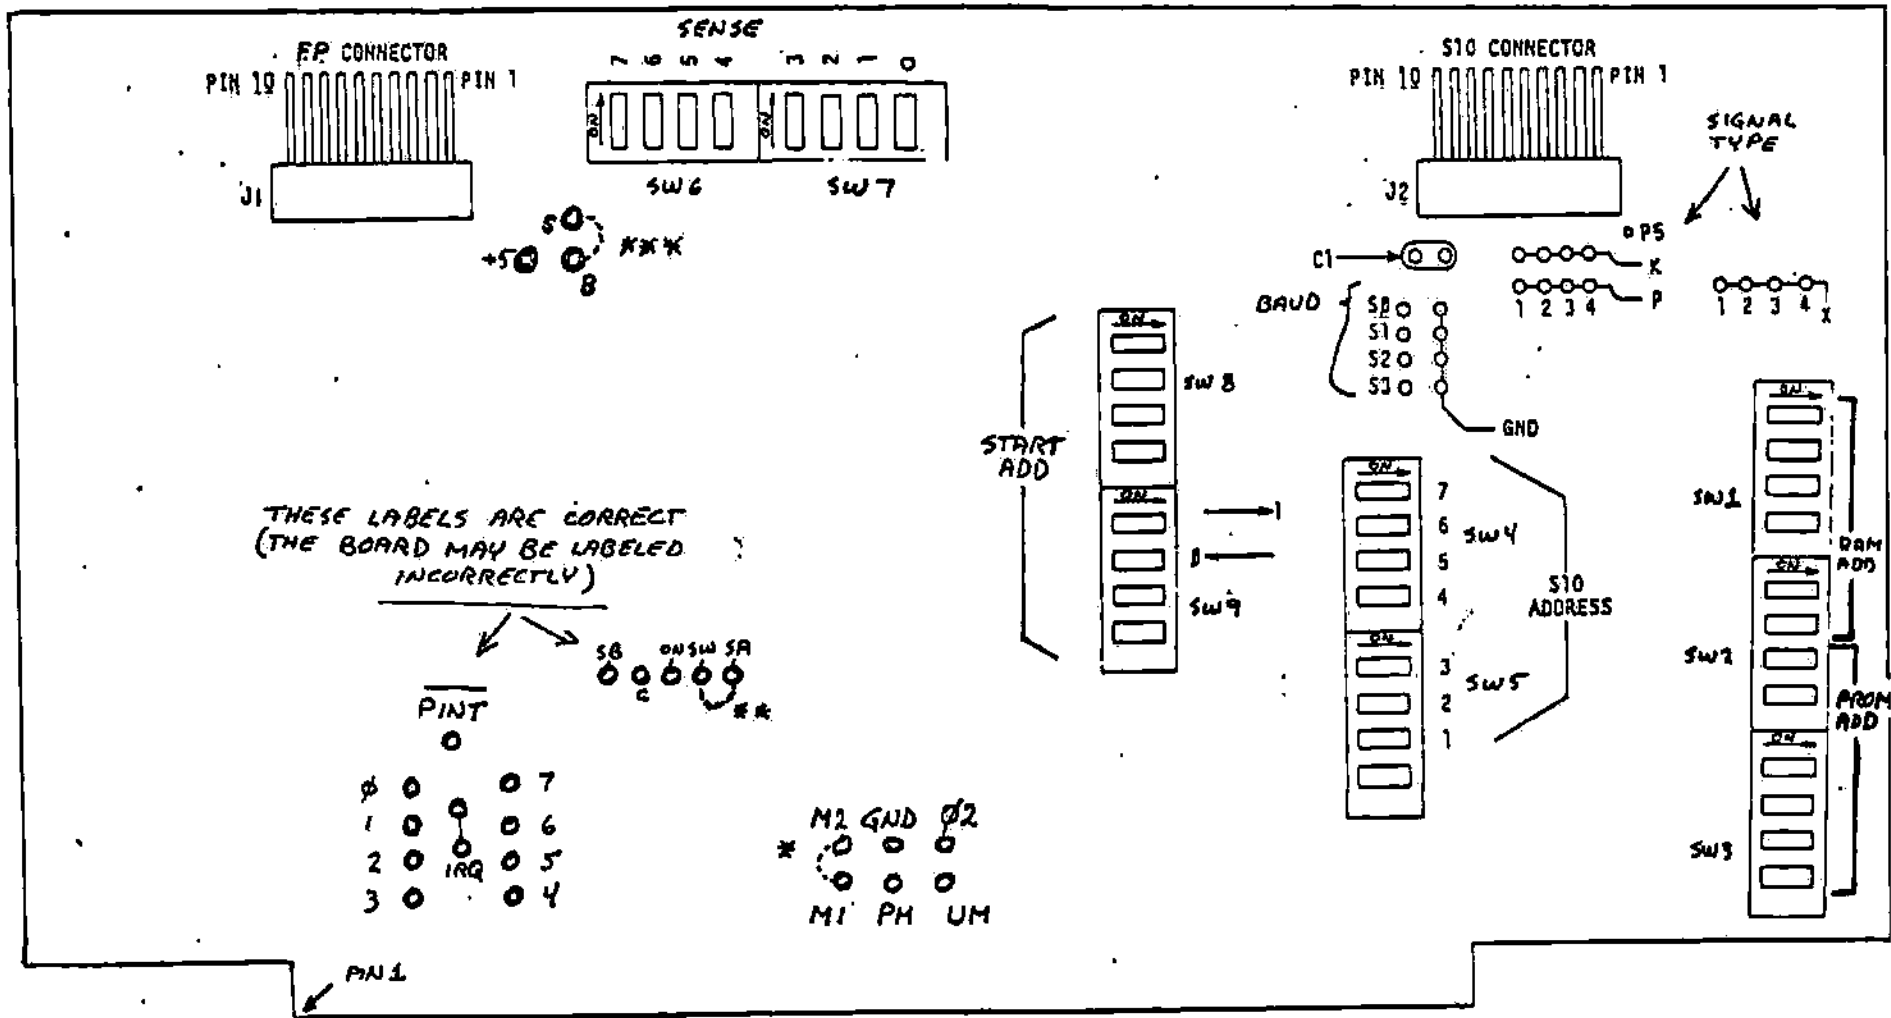 SENSE
F.P. CONNECTOR
PIN 10
PIN 1
J1
7 6 5 4 3 2 1 0
ON
ON
SW6
SW7
S10 CONNECTOR
PIN 10
PIN 1
J2
SIGNAL
TYPE
S
+5
B
***
C1
P5
K
P
1 2 3 4
1 2 3 4 X
BAUD
S0
S1
S2
S3
GND
START
ADD
ON
SW8
ON
1
0
SW9
ON
7
6
5
4
SW4
ON
3
2
1
SW5
S10
ADDRESS
ON
SW1
RAM
ADD
ON
SW2
PROM
ADD
ON
SW3
THESE LABELS ARE CORRECT
(THE BOARD MAY BE LABELED
INCORRECTLY)
SB C ON SW SA
**
PINT
Ø 7
1 6
2 IRQ 5
3 4
M2 GND Ø2
*
M1 PH UM
PIN 1